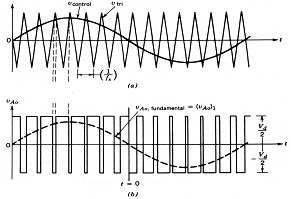 v_control v_tri
0 t
(1/f_s)
(a)
v_Ao
v_Ao, fundamental = (v_Ao)_1
V_d/2
0 t
-V_d/2
t = 0
(b)